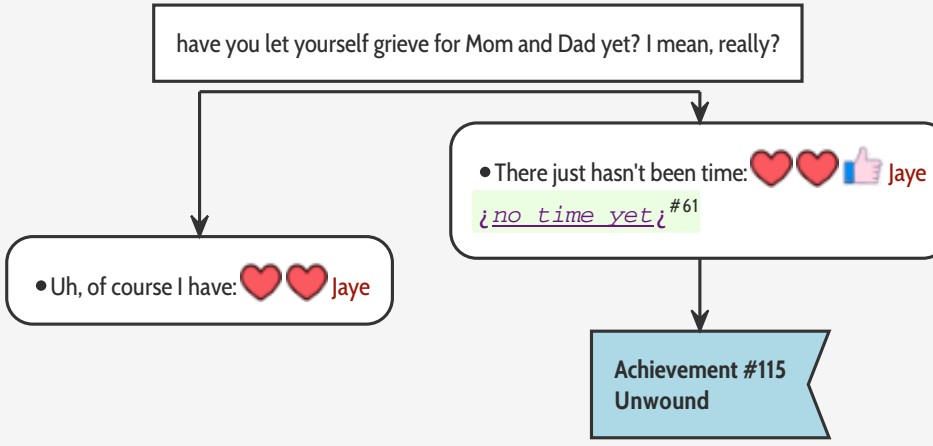 have you let yourself grieve for Mom and Dad yet? I mean, really?
•There just hasn't been time: Jaye
¿no time yet¿#61
•Uh, of course I have: Jaye
Achievement #115
Unwound